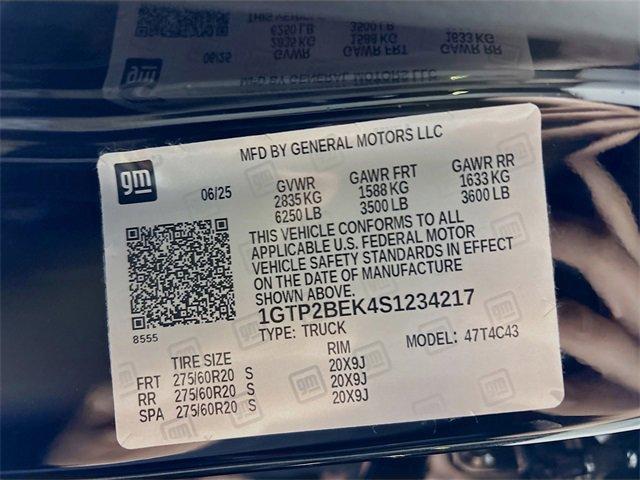 MFD BY GENERAL MOTORS LLC
gm
06/25
GVWR GAWR FRT GAWR RR
2835 KG 1588 KG 1633 KG
6250 LB 3500 LB 3600 LB
THIS VEHICLE CONFORMS TO ALL
APPLICABLE U.S. FEDERAL MOTOR
VEHICLE SAFETY STANDARDS IN EFFECT
ON THE DATE OF MANUFACTURE
SHOWN ABOVE.
1GTP2BEK4S1234217
8555
TYPE: TRUCK MODEL: 47T4C43
TIRE SIZE RIM
FRT 275/60R20 S 20X9J
RR 275/60R20 S 20X9J
SPA 275/60R20 S 20X9J